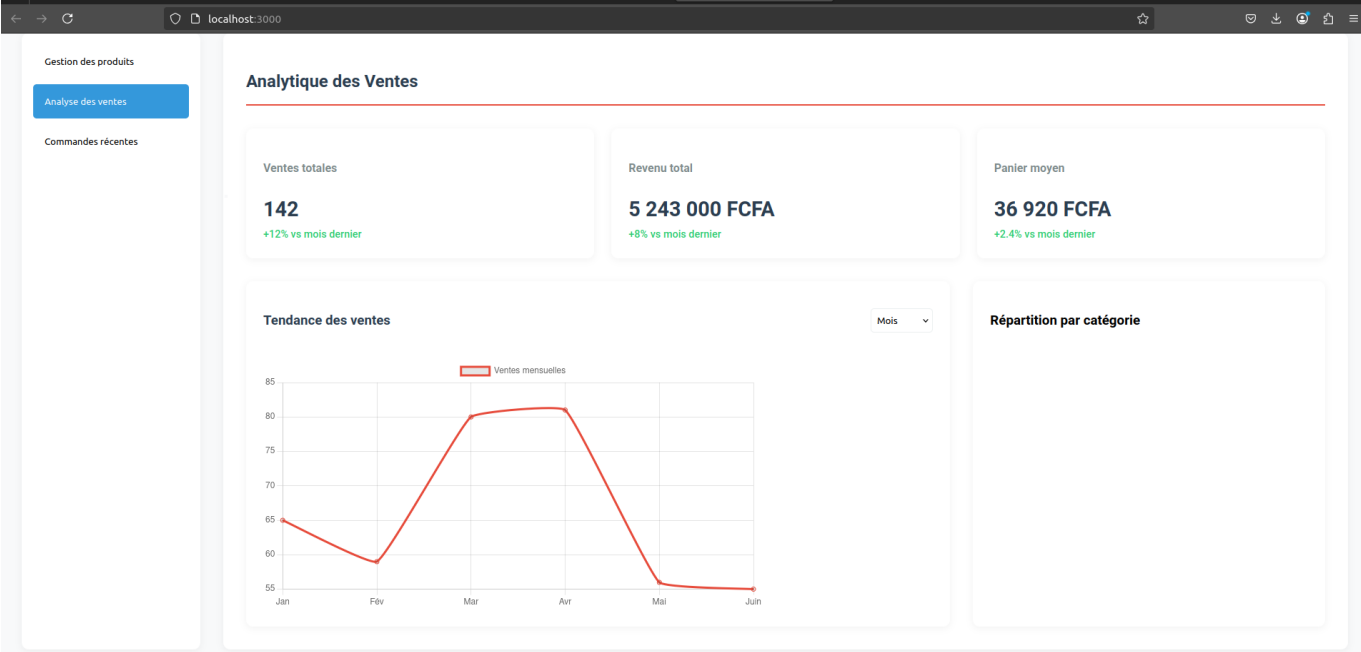 localhost:3000
Gestion des produits
Analyse des ventes
Commandes récentes
Analytique des Ventes
Ventes totales
142
+12% vs mois dernier
Revenu total
5 243 000 FCFA
+8% vs mois dernier
Panier moyen
36 920 FCFA
+2.4% vs mois dernier
Tendance des ventes
Mois
Ventes mensuelles
85
80
75
70
65
60
55
Jan Fév Mar Avr Mai Juin
Répartition par catégorie